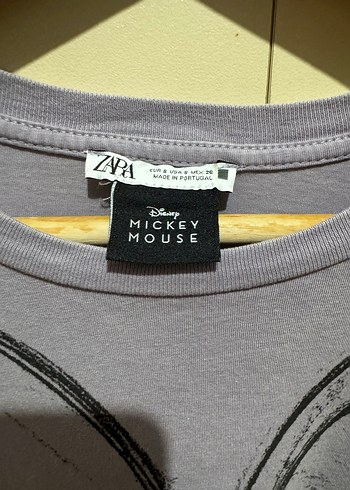 ZARA
EUR S USA S MEX 26
MADE IN PORTUGAL
Disney
MICKEY
MOUSE